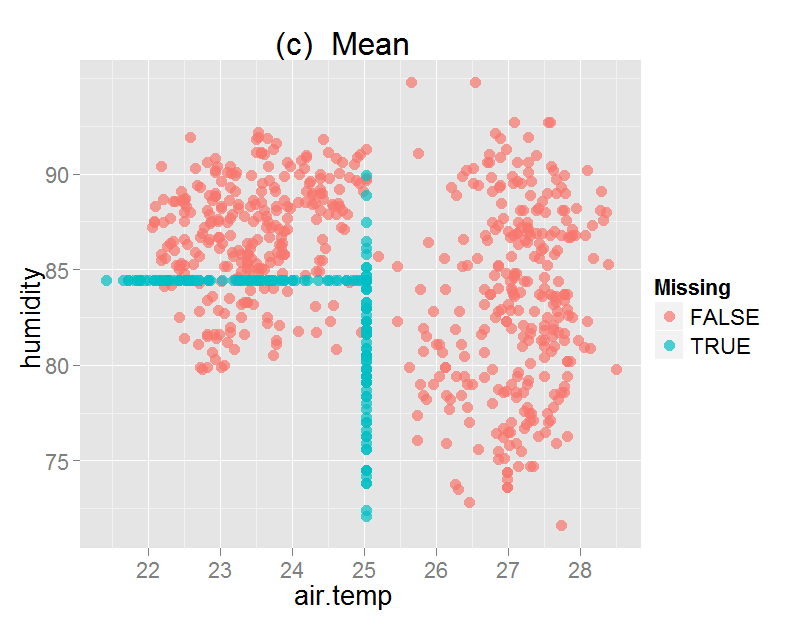 (c) Mean
90
85
80
75
humidity
22 23 24 25 26 27 28
air.temp
Missing
FALSE
TRUE